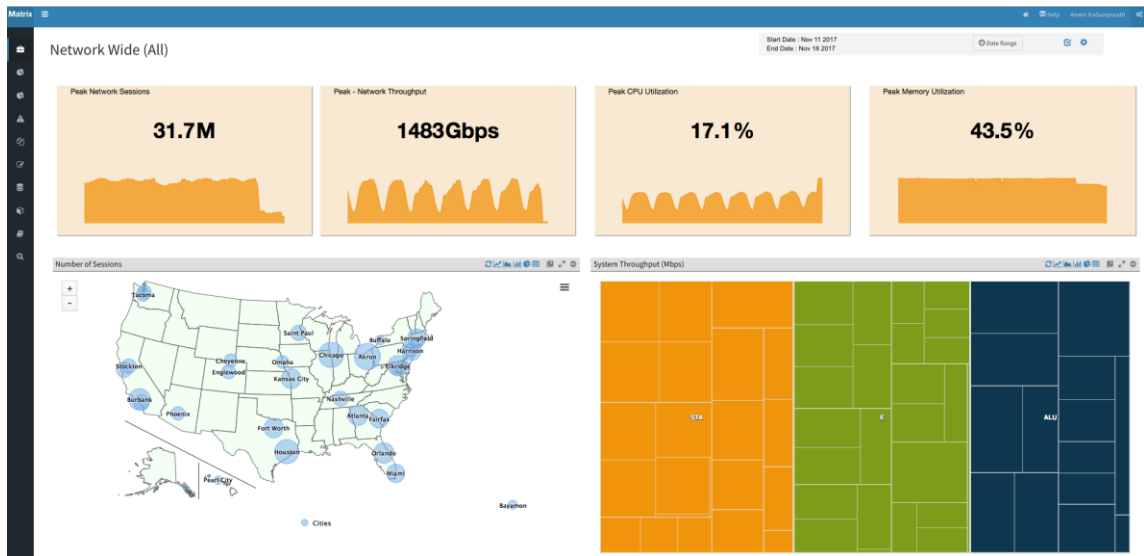 Matrix
Help
Network Wide (All)
Start Date : Nov 11 2017
End Date : Nov 18 2017
Date Range
Peak Network Sessions
31.7M
Peak - Network Throughput
1483Gbps
Peak CPU Utilization
17.1%
Peak Memory Utilization
43.5%
Number of Sessions
+
−
Tacoma
Saint Paul
Buffalo
Springfield
Harrison
Cheyenne
Omaha
Chicago
Akron
Stockton
Englewood
Kansas City
Elkridge
Burbank
Phoenix
Nashville
Atlanta
Fairfax
Fort Worth
Houston
Orlando
Miami
Pearl City
Bayamon
Cities
System Throughput (Mbps)
STA
E
ALU